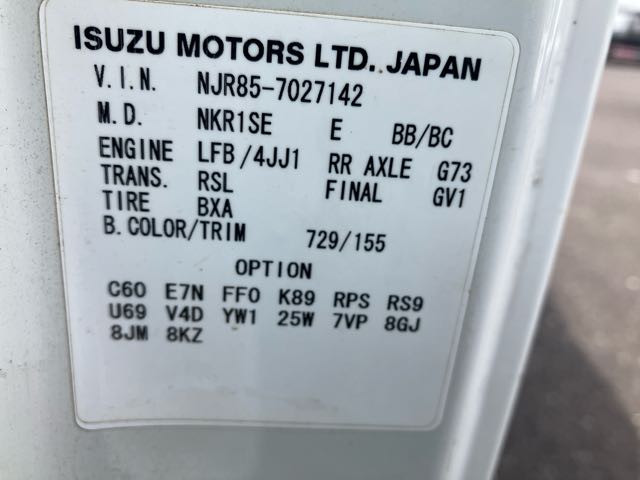 ISUZU MOTORS LTD. JAPAN
V.I.N. NJR85-7027142
M.D. NKR1SE E BB/BC
ENGINE LFB/4JJ1 RR AXLE G73
TRANS. RSL FINAL GV1
TIRE BXA
B.COLOR/TRIM 729/155
OPTION
C60 E7N FF0 K89 RPS RS9
U69 V4D YW1 25W 7VP 8GJ
8JM 8KZ